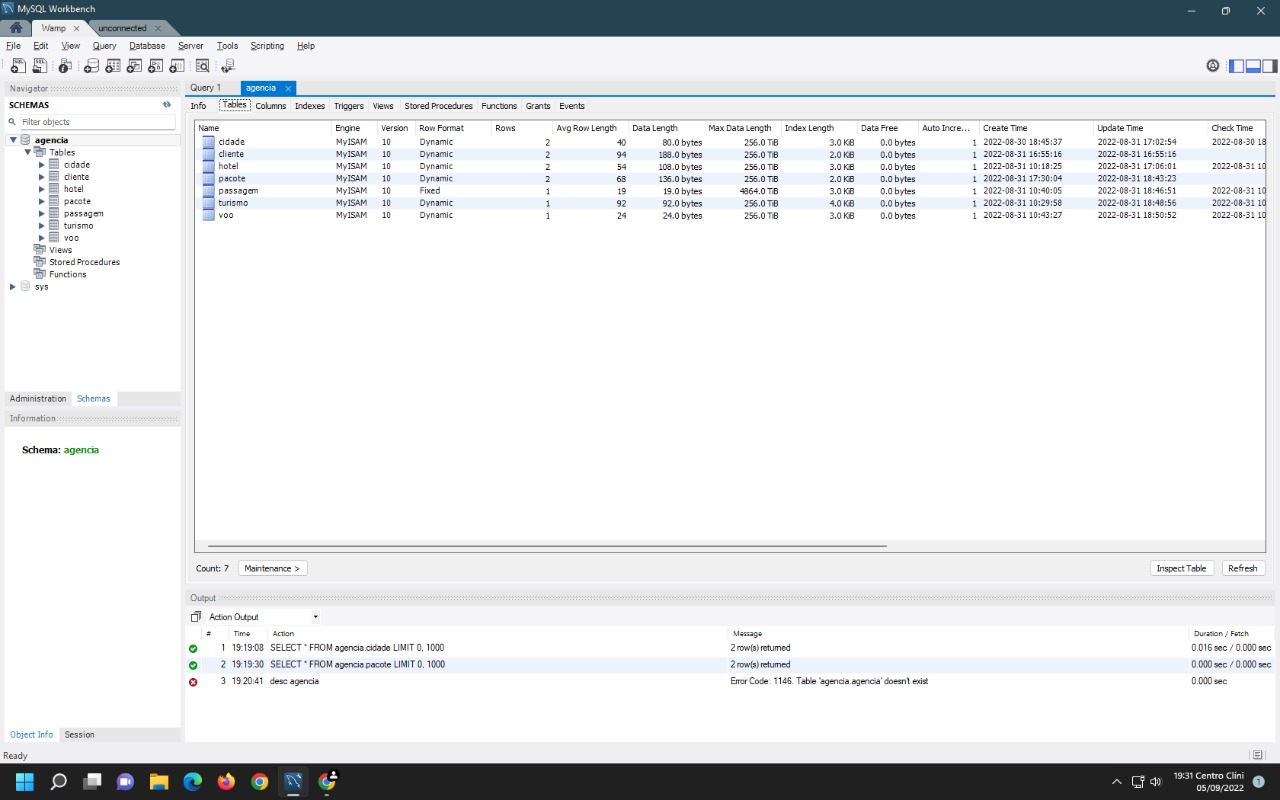 MySQL Workbench
Wamp unconnected
File Edit View Query Database Server Tools Scripting Help
Navigator
SCHEMAS
Filter objects
agencia
Tables
cidade
cliente
hotel
pacote
passagem
turismo
voo
Views
Stored Procedures
Functions
sys
Administration Schemas
Information
Schema: agencia
Object Info Session
Query 1 agencia
Info Tables Columns Indexes Triggers Views Stored Procedures Functions Grants Events
Name Engine Version Row Format Rows Avg Row Length Data Length Max Data Length Index Length Data Free Auto Incre... Create Time Update Time Check Time
cidade MyISAM 10 Dynamic 2 40 80.0 bytes 256.0 TiB 3.0 KiB 0.0 bytes 1 2022-08-30 18:45:37 2022-08-31 17:02:54 2022-08-30 18
cliente MyISAM 10 Dynamic 2 94 188.0 bytes 256.0 TiB 2.0 KiB 0.0 bytes 1 2022-08-31 16:55:16 2022-08-31 16:55:16
hotel MyISAM 10 Dynamic 2 54 108.0 bytes 256.0 TiB 3.0 KiB 0.0 bytes 1 2022-08-31 10:18:25 2022-08-31 17:06:01 2022-08-31 10
pacote MyISAM 10 Dynamic 2 68 136.0 bytes 256.0 TiB 2.0 KiB 0.0 bytes 1 2022-08-31 17:30:04 2022-08-31 18:43:23
passagem MyISAM 10 Fixed 1 19 19.0 bytes 4864.0 TiB 3.0 KiB 0.0 bytes 1 2022-08-31 10:40:05 2022-08-31 18:46:51 2022-08-31 10
turismo MyISAM 10 Dynamic 1 92 92.0 bytes 256.0 TiB 4.0 KiB 0.0 bytes 1 2022-08-31 10:29:58 2022-08-31 18:48:56 2022-08-31 10
voo MyISAM 10 Dynamic 1 24 24.0 bytes 256.0 TiB 3.0 KiB 0.0 bytes 1 2022-08-31 10:43:27 2022-08-31 18:50:52 2022-08-31 10
Count: 7 Maintenance > Inspect Table Refresh
Output
Action Output
# Time Action Message Duration / Fetch
1 19:19:08 SELECT * FROM agencia.cidade LIMIT 0, 1000 2 row(s) returned 0.016 sec / 0.000 sec
2 19:19:30 SELECT * FROM agencia.pacote LIMIT 0, 1000 2 row(s) returned 0.000 sec / 0.000 sec
3 19:20:41 desc agencia Error Code: 1146. Table 'agencia.agencia' doesn't exist 0.000 sec
Ready
19:31 Centro Clíni
05/09/2022
1